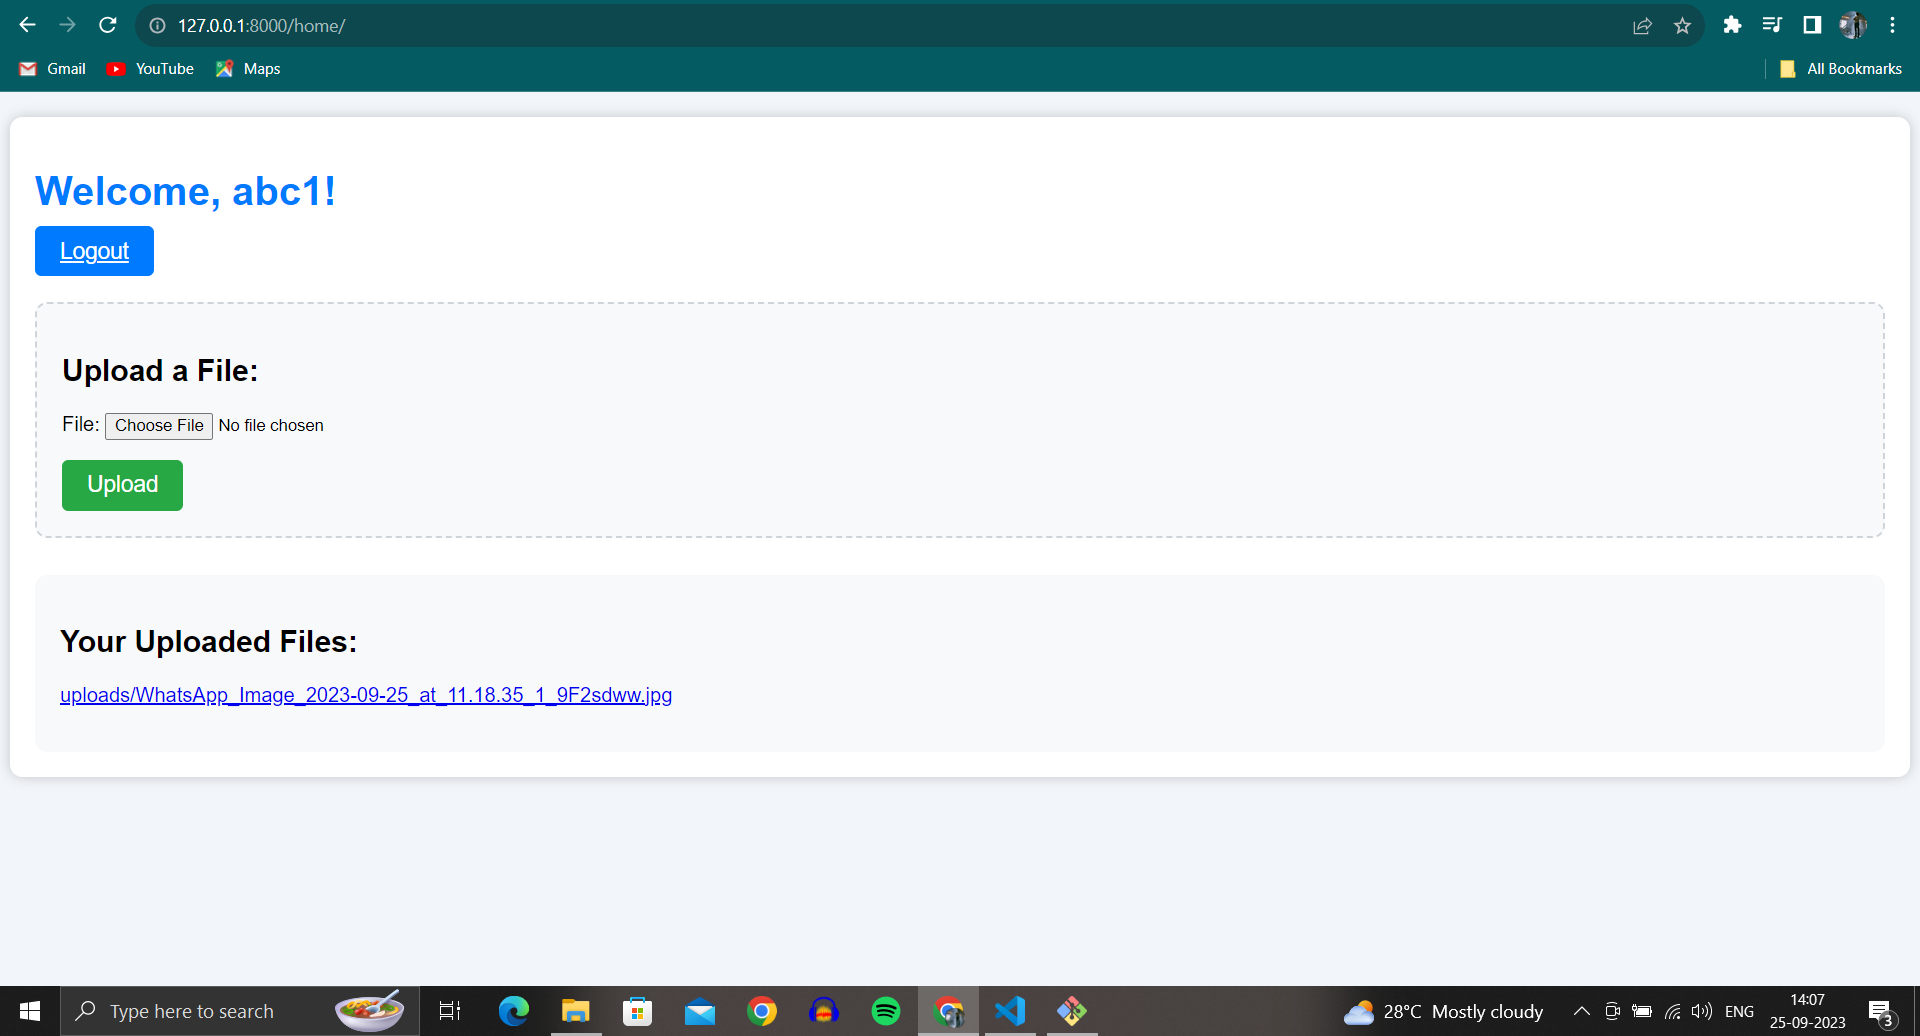 127.0.0.1:8000/home/
Gmail YouTube Maps All Bookmarks
Welcome, abc1!
Logout
Upload a File:
File: Choose File No file chosen
Upload
Your Uploaded Files:
uploads/WhatsApp_Image_2023-09-25_at_11.18.35_1_9F2sdww.jpg
Type here to search 28°C Mostly cloudy ENG 14:07
25-09-2023 3